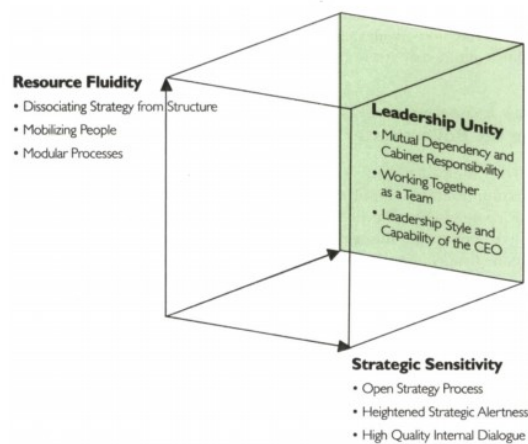 Resource Fluidity
• Dissociating Strategy from Structure
• Mobilizing People
• Modular Processes
Leadership Unity
• Mutual Dependency and
Cabinet Responsibvility
• Working Together
as a Team
• Leadership Style and
Capability of the CEO
Strategic Sensitivity
• Open Strategy Process
• Heightened Strategic Alertness
• High Quality Internal Dialogue